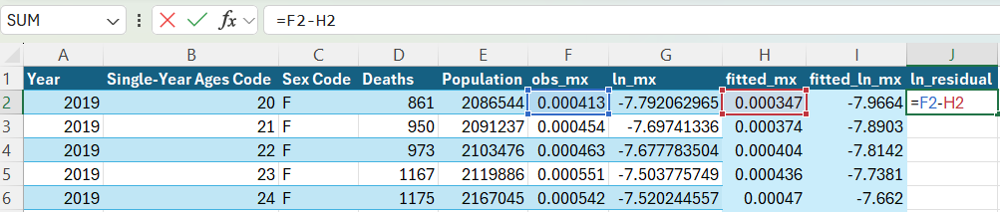 SUM fx =F2-H2
A B C D E F G H I J
1 Year Single-Year Ages Code Sex Code Deaths Population obs_mx ln_mx fitted_mx fitted_ln_mx ln_residual
2 2019 20 F 861 2086544 0.000413 -7.792062965 0.000347 -7.9664 =F2-H2
3 2019 21 F 950 2091237 0.000454 -7.69741336 0.000374 -7.8903
4 2019 22 F 973 2103476 0.000463 -7.677783504 0.000404 -7.8142
5 2019 23 F 1167 2119886 0.000551 -7.503775749 0.000436 -7.7381
6 2019 24 F 1175 2167045 0.000542 -7.520244557 0.00047 -7.662